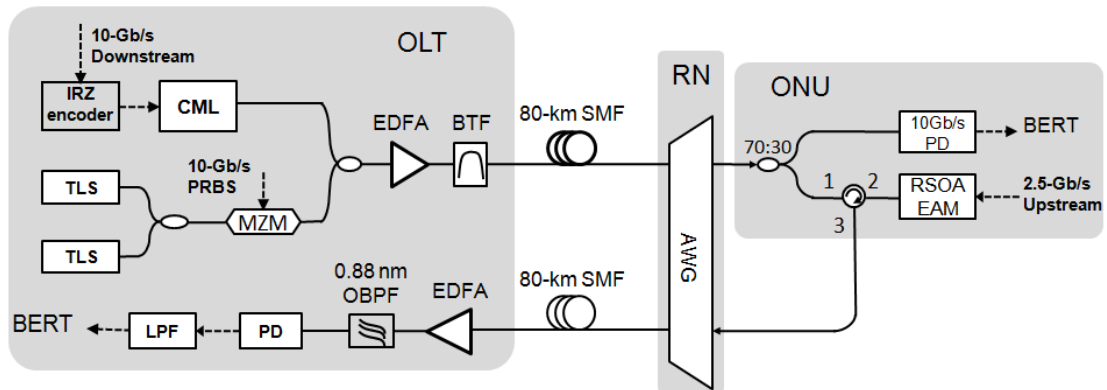 10-Gb/s
Downstream
OLT
RN
ONU
IRZ
encoder
CML
EDFA
BTF
80-km SMF
10Gb/s
PD
BERT
70:30
10-Gb/s
PRBS
TLS
MZM
1
2
3
RSOA
EAM
2.5-Gb/s
Upstream
TLS
AWG
0.88 nm
OBPF
EDFA
80-km SMF
BERT
LPF
PD